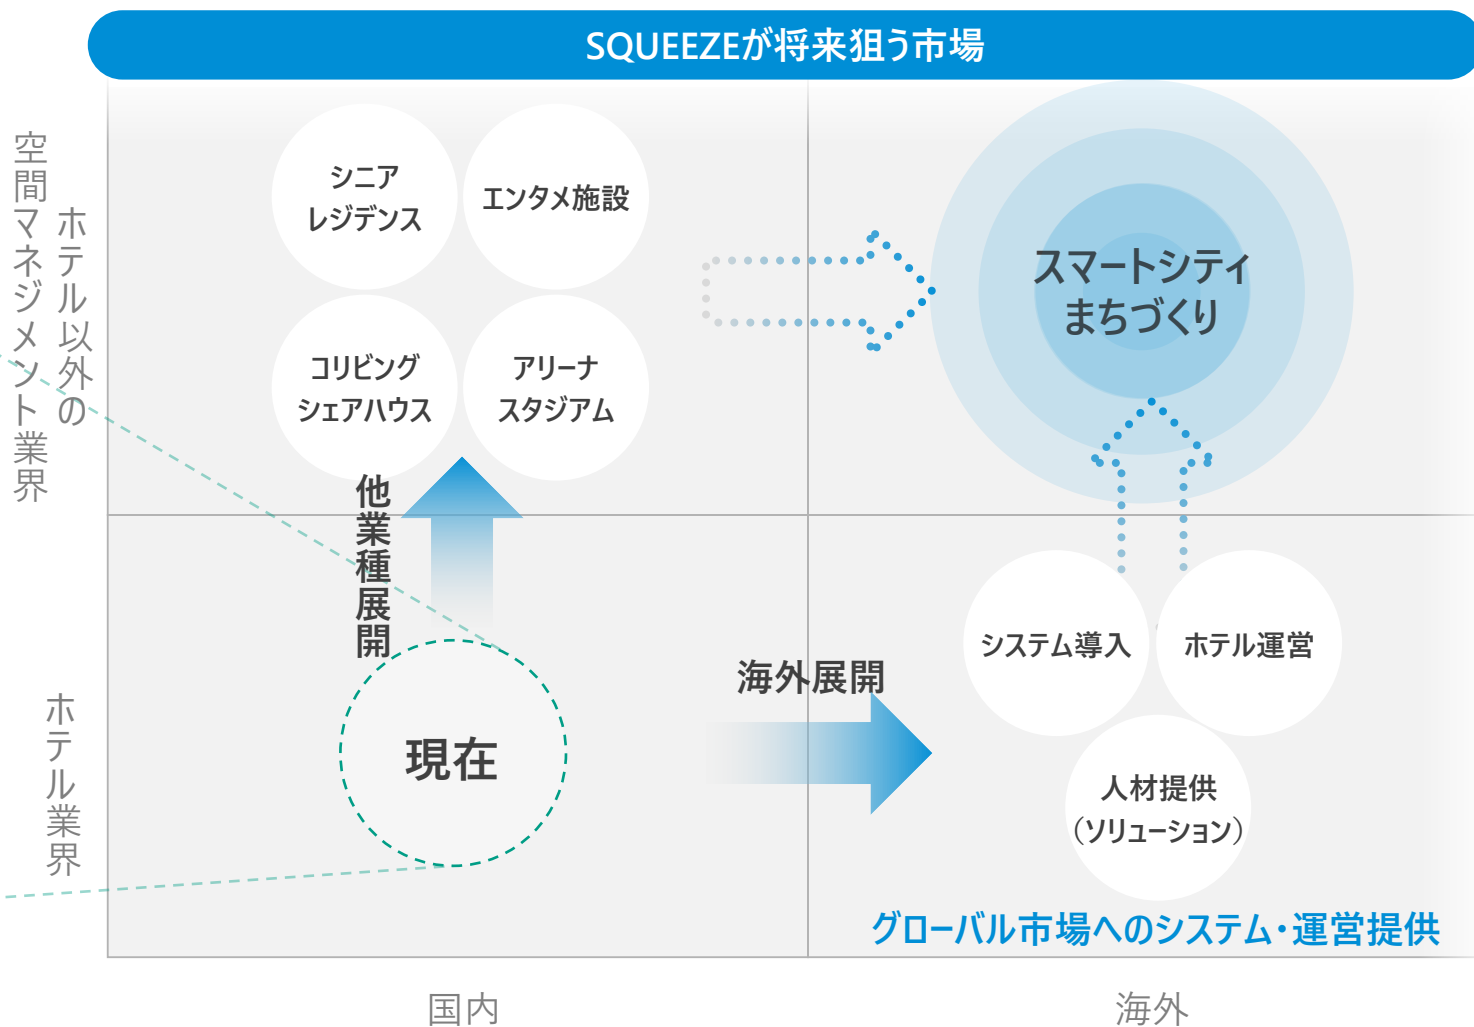 SQUEEZEが将来狙う市場
ホテル以外の
空間マネジメント業界
シニア
レジデンス
エンタメ施設
コリビング
シェアハウス
アリーナ
スタジアム
スマートシティ
まちづくり
他業種展開
ホテル業界
現在
海外展開
システム導入
ホテル運営
人材提供
（ソリューション）
グローバル市場へのシステム・運営提供
国内
海外